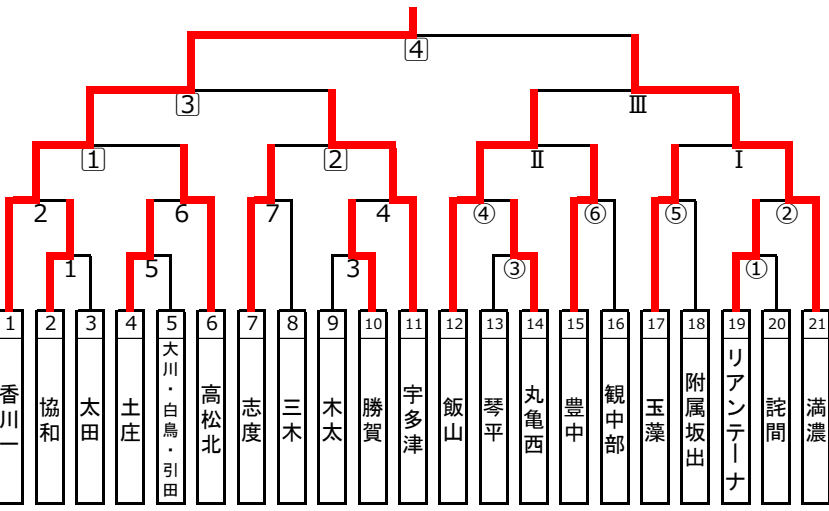 4
3
Ⅲ
1
2
Ⅱ
Ⅰ
2
6
7
4
④
⑥
⑤
②
1
5
3
③
①
1
2
3
4
5
6
7
8
9
10
11
12
13
14
15
16
17
18
19
20
21
香川一
協和
太田
土庄
大川・白鳥・引田
高松北
志度
三木
木太
勝賀
宇多津
飯山
琴平
丸亀西
豊中
観中部
玉藻
附属坂出
リアンテーナ
詫間
満濃